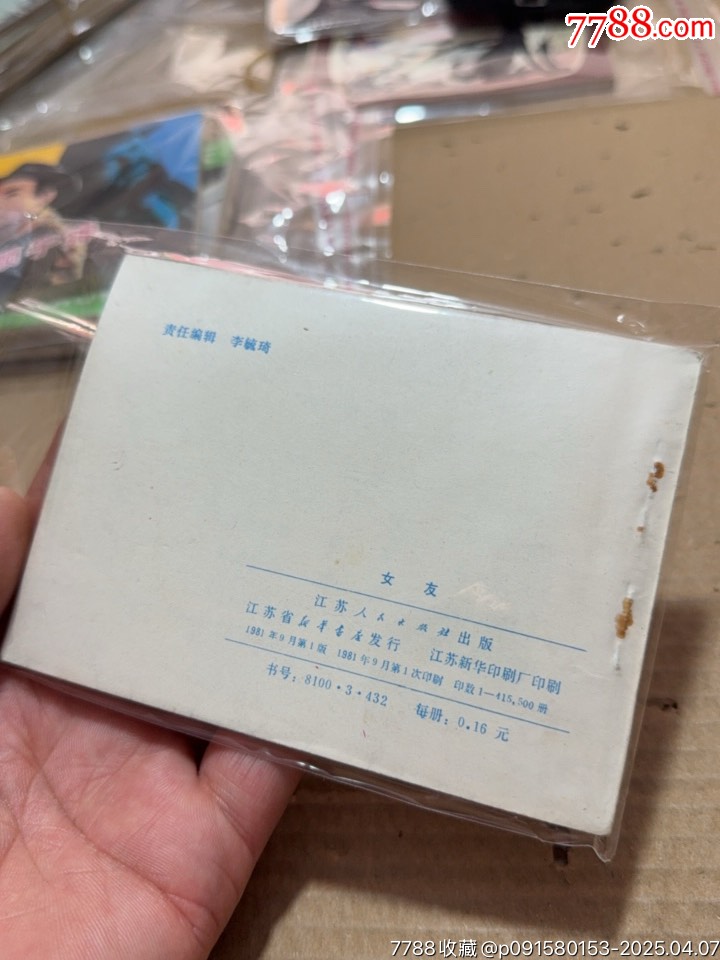 7788.com
责任编辑 李毓琦
女友
江苏人民出版社出版
江苏省新华书店发行 江苏新华印刷厂印刷
1981年9月第1版 1981年9月第1次印刷 印数1—415,500册
书号：8100·3·432 每册：0.16元
7788收藏@p091580153-2025.04.07